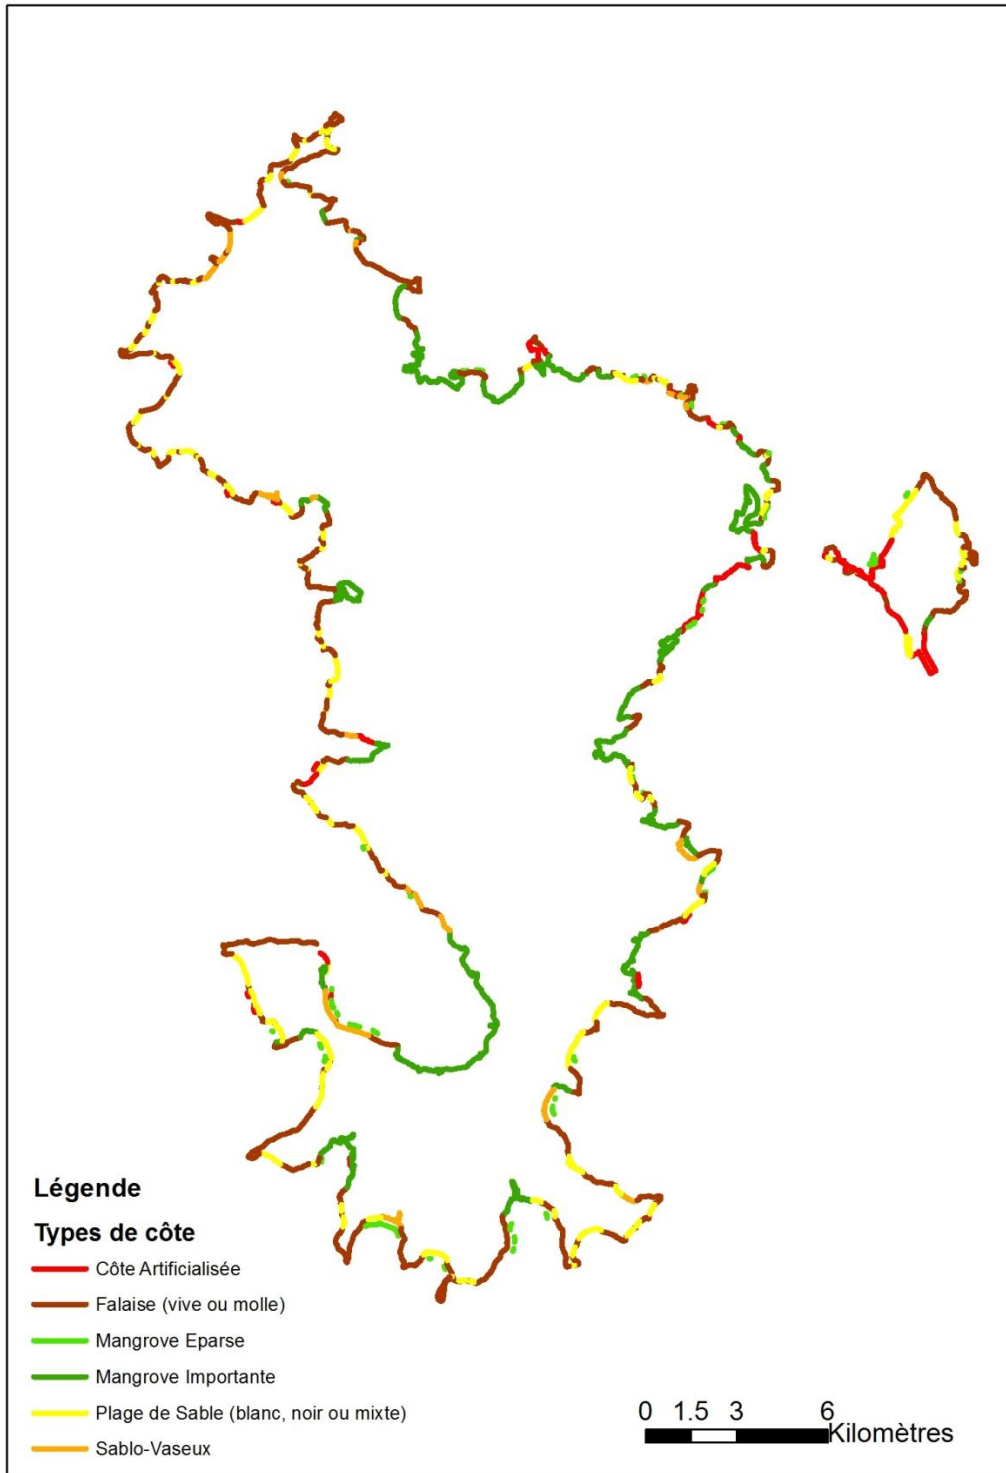 Légende
Types de côte
Côte Artificialisée
Falaise (vive ou molle)
Mangrove Eparse
Mangrove Importante
Plage de Sable (blanc, noir ou mixte)
Sablo-Vaseux
0 1.5 3 6
Kilomètres